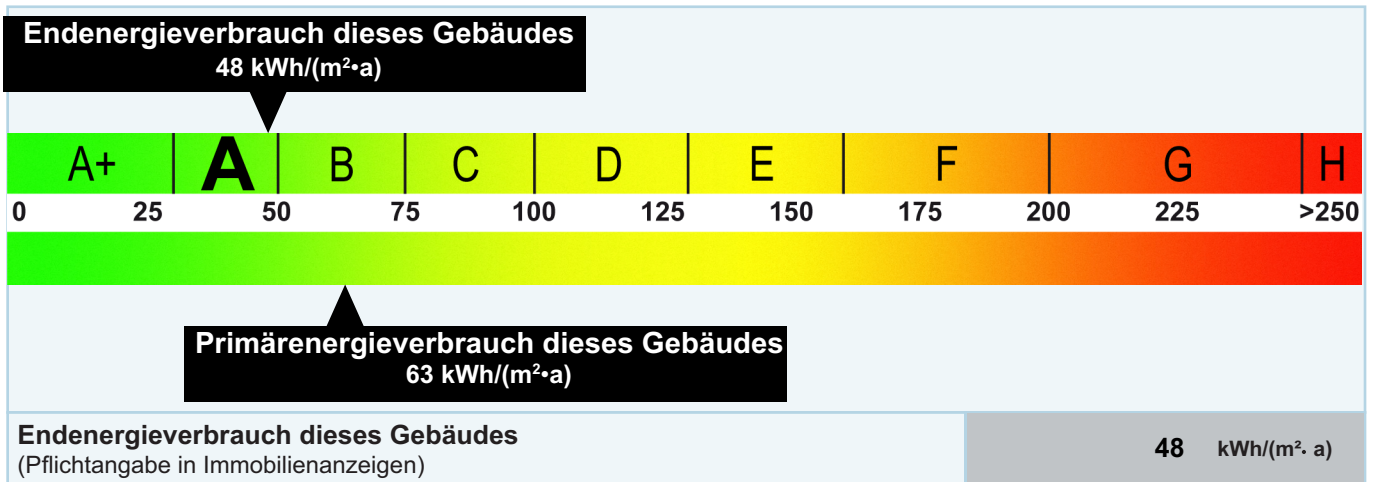 Endenergieverbrauch dieses Gebäudes
48 kWh/(m²•a)
A+ A B C D E F G H
0 25 50 75 100 125 150 175 200 225 >250
Primärenergieverbrauch dieses Gebäudes
63 kWh/(m²•a)
Endenergieverbrauch dieses Gebäudes
(Pflichtangabe in Immobilienanzeigen)
48 kWh/(m²· a)